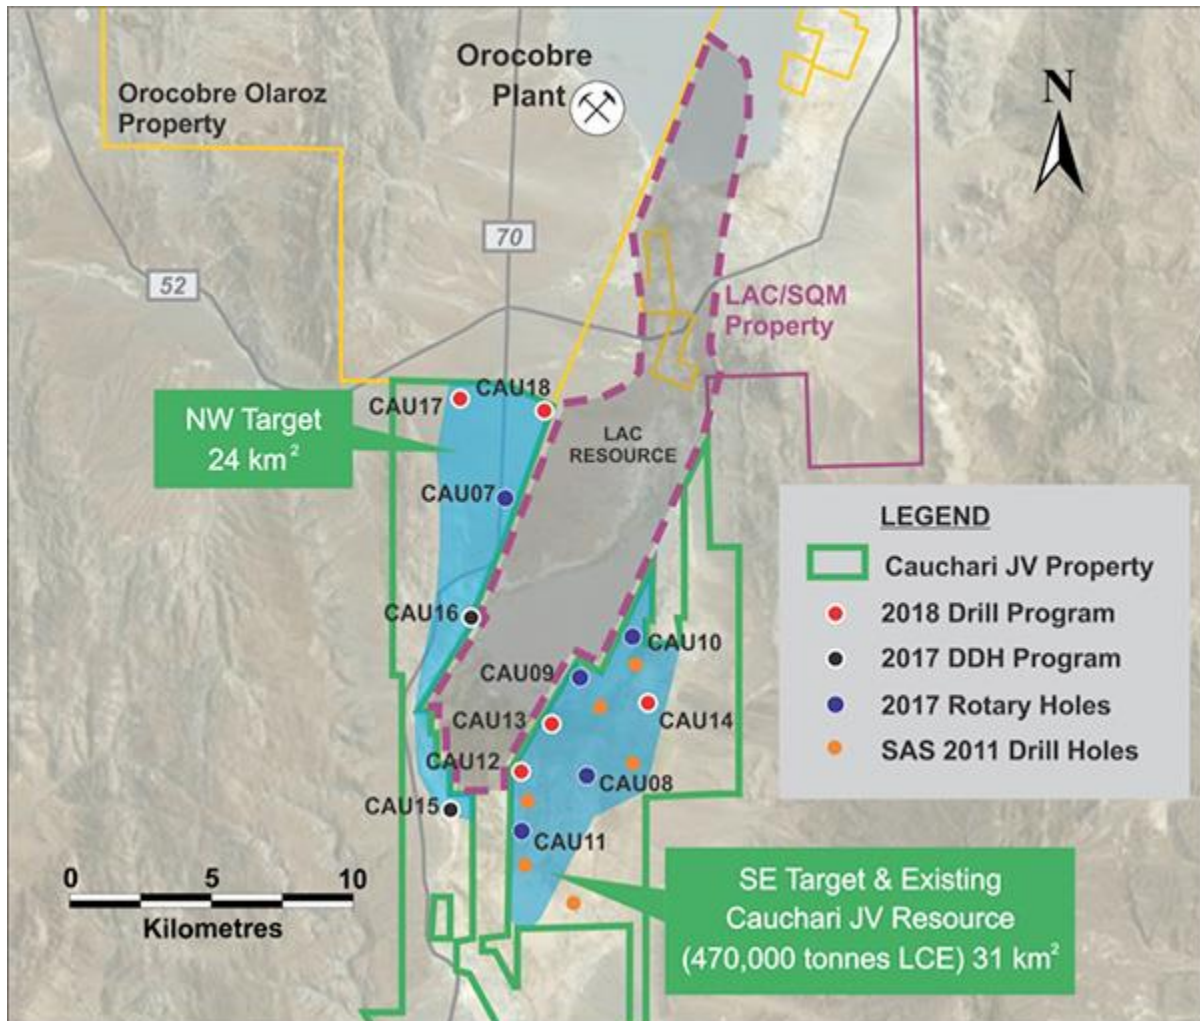 Orocobre
Plant
Orocobre Olaroz
Property
N
70
52
LAC/SQM
Property
CAU18
CAU17
NW Target
24 km²
LAC
RESOURCE
CAU07
LEGEND
Cauchari JV Property
2018 Drill Program
2017 DDH Program
2017 Rotary Holes
SAS 2011 Drill Holes
CAU16
CAU10
CAU09
CAU13
CAU14
CAU12
CAU08
CAU15
CAU11
0 5 10
Kilometres
SE Target & Existing
Cauchari JV Resource
(470,000 tonnes LCE) 31 km²